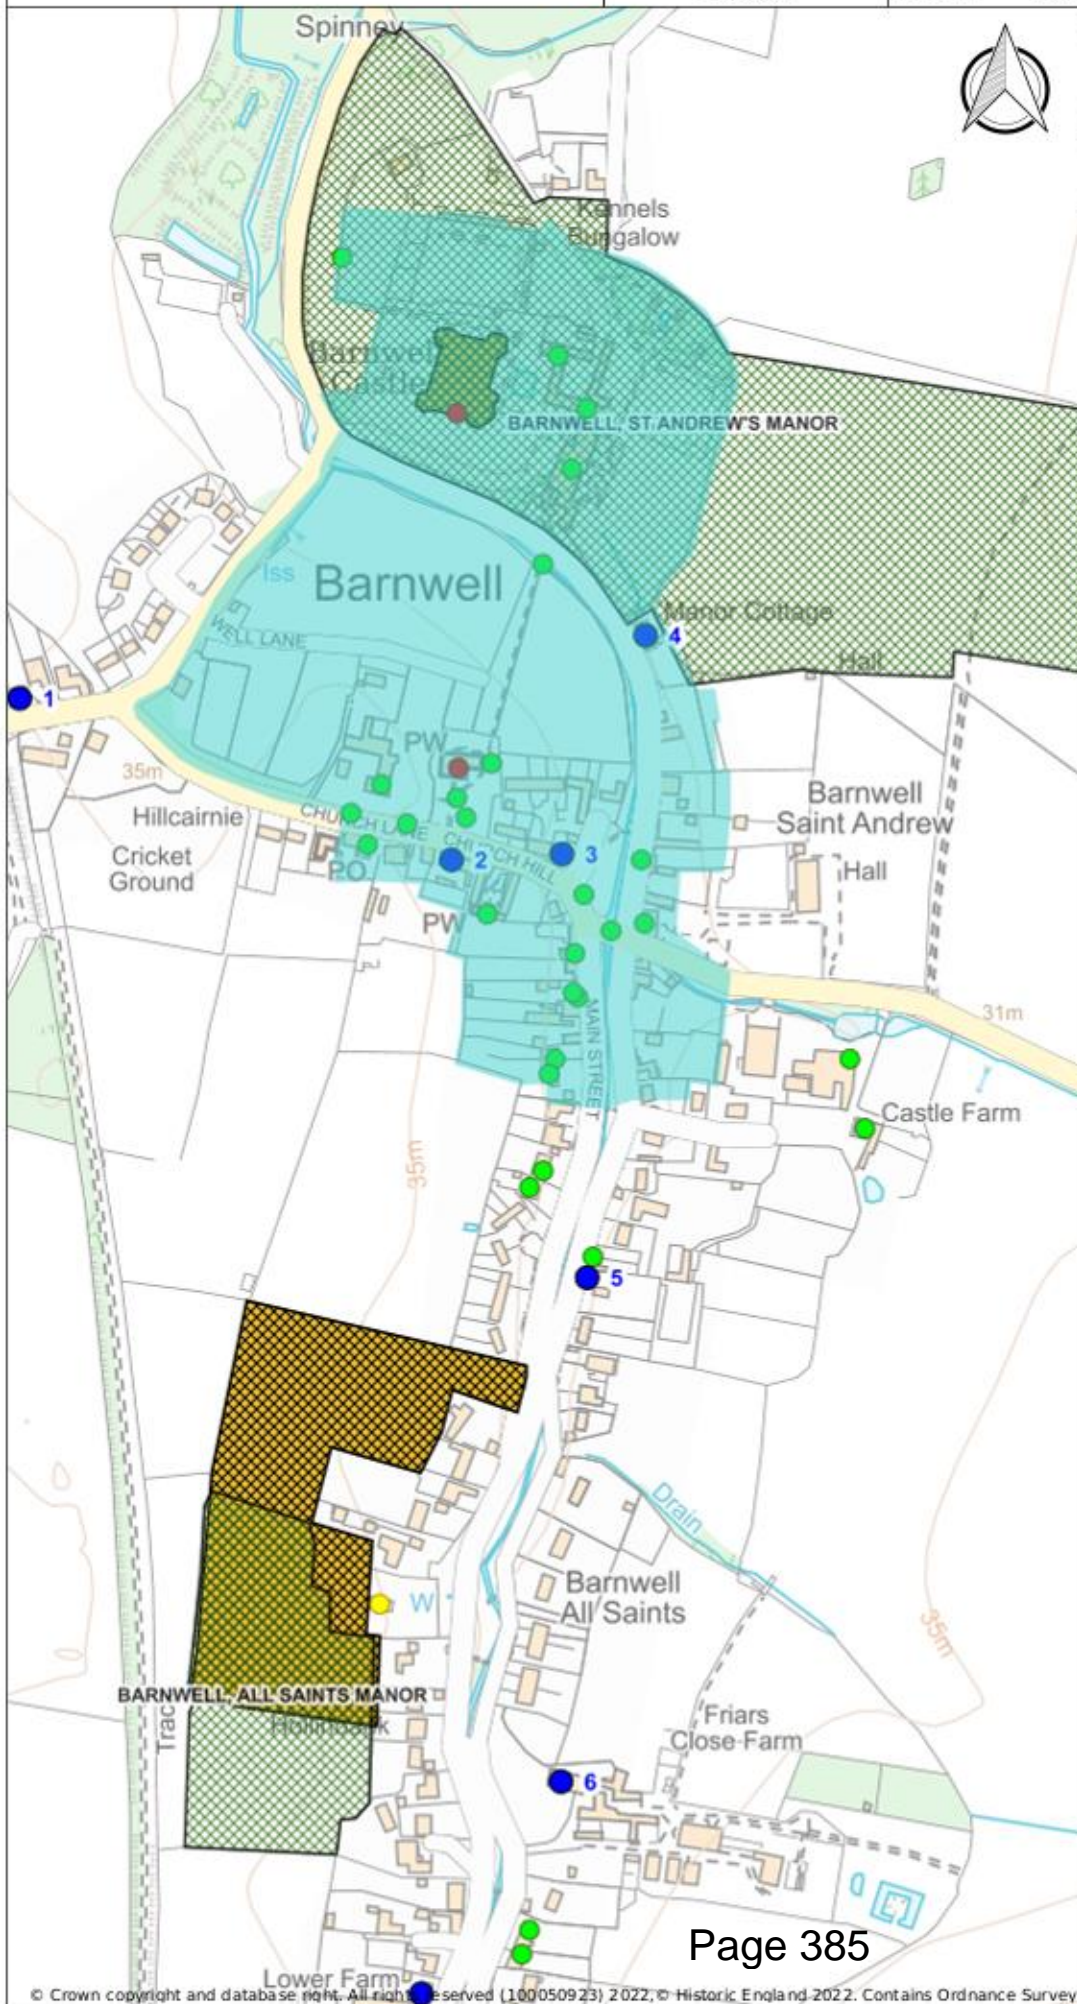 Spinney
Kennels
Bungalow
Barnwell
Castle
BARNWELL, ST ANDREW'S MANOR
Iss
Barnwell
WELL LANE
Manor Cottage
4
Hall
1
PW
35m
Hillcairnie
CHURCH LANE
CHURCH HILL
Barnwell
Saint Andrew
Cricket
Ground
2
3
Hall
PO
PW
MAIN STREET
31m
Castle Farm
35m
5
Drain
Barnwell
All Saints
W
35m
BARNWELL, ALL SAINTS MANOR
Track
Friars
Close Farm
6
Page 385
Lower Farm
© Crown copyright and database right. All rights reserved (100050923) 2022,© Historic England 2022. Contains Ordnance Survey